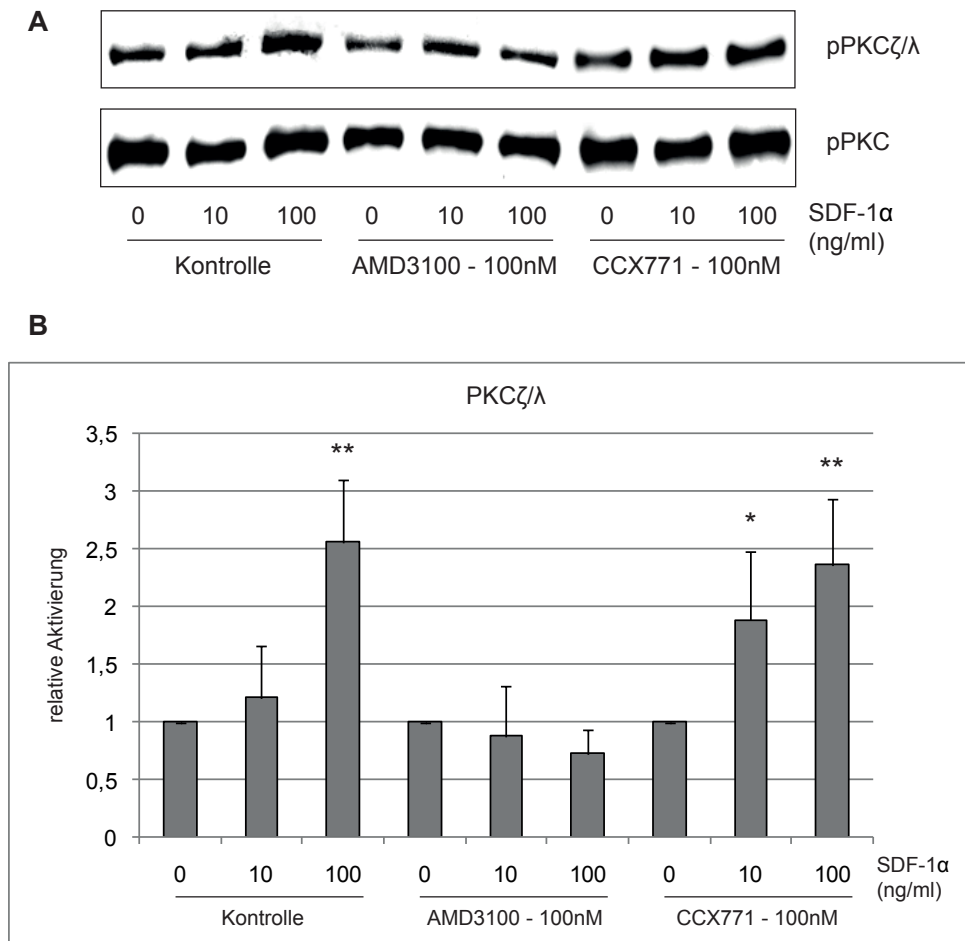 A
pPKCζ/λ
pPKC
0 10 100 0 10 100 0 10 100 SDF-1α
(ng/ml)
Kontrolle AMD3100 - 100nM CCX771 - 100nM
B
PKCζ/λ
relative Aktivierung
3,5
3
2,5
2
1,5
1
0,5
0
** * **
0 10 100 0 10 100 0 10 100 SDF-1α
(ng/ml)
Kontrolle AMD3100 - 100nM CCX771 - 100nM